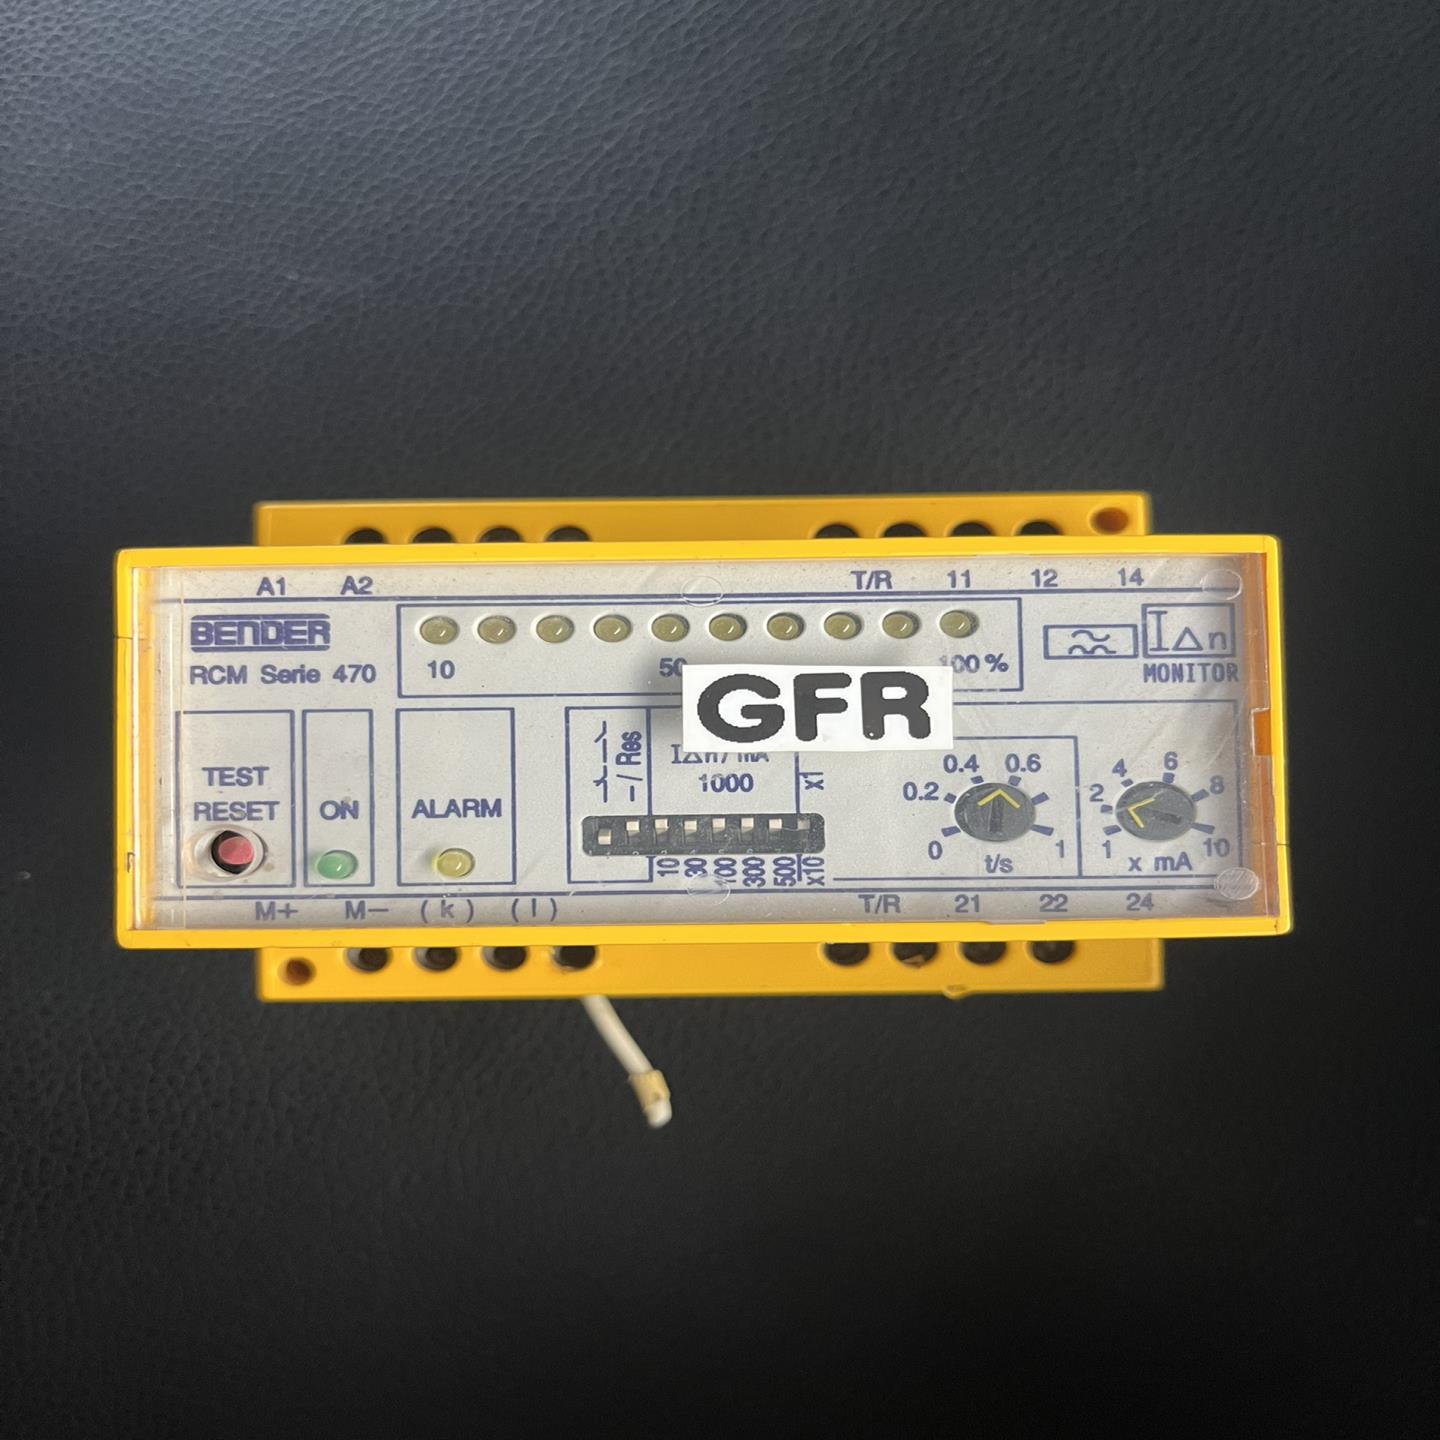 A1 A2 T/R 11 12 14
BENDER
RCM Serie 470
10 50 100 %
I∆n
MONITOR
GFR
TEST
RESET
ON
ALARM
-/ Res
I∆n / mA
1000
x1
10 30 100 300 500 x10
0 0.2 0.4 0.6 1
t/s
1 2 4 6 8 10
x mA
M+ M- (k) (l) T/R 21 22 24